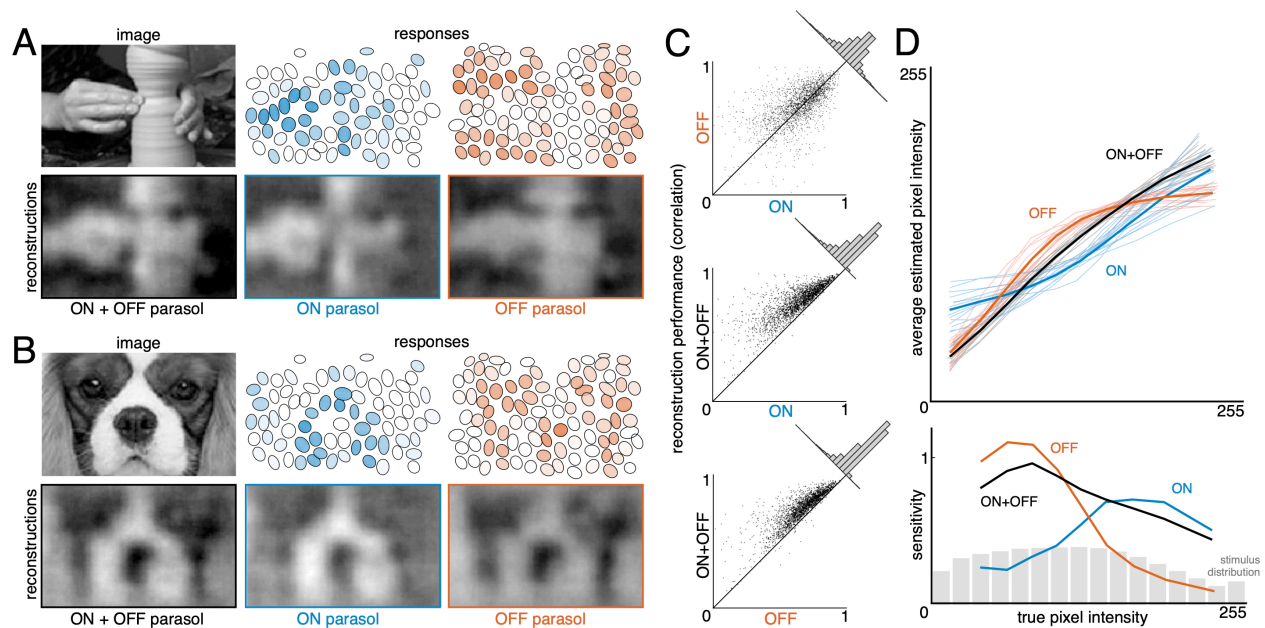 A
image
responses
reconstructions
ON + OFF parasol
ON parasol
OFF parasol
B
image
responses
reconstructions
ON + OFF parasol
ON parasol
OFF parasol
C
reconstruction performance (correlation)
1
OFF
0
ON
1
1
ON+OFF
0
ON
1
1
ON+OFF
0
OFF
1
D
255
average estimated pixel intensity
ON+OFF
OFF
ON
0
255
1
sensitivity
OFF
ON+OFF
ON
stimulus
distribution
0
true pixel intensity
255